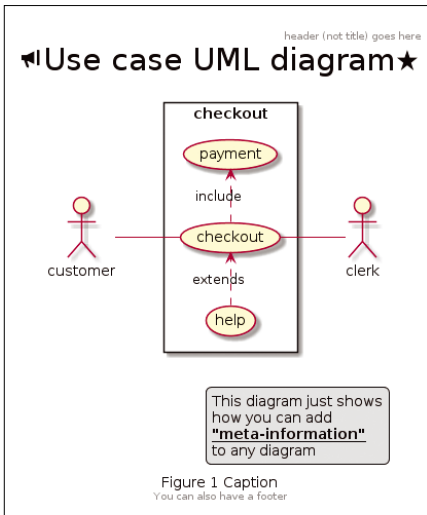 header (not title) goes here
Use case UML diagram★
checkout
payment
include
checkout
customer
clerk
extends
help
This diagram just shows
how you can add
"meta-information"
to any diagram
Figure 1 Caption
You can also have a footer